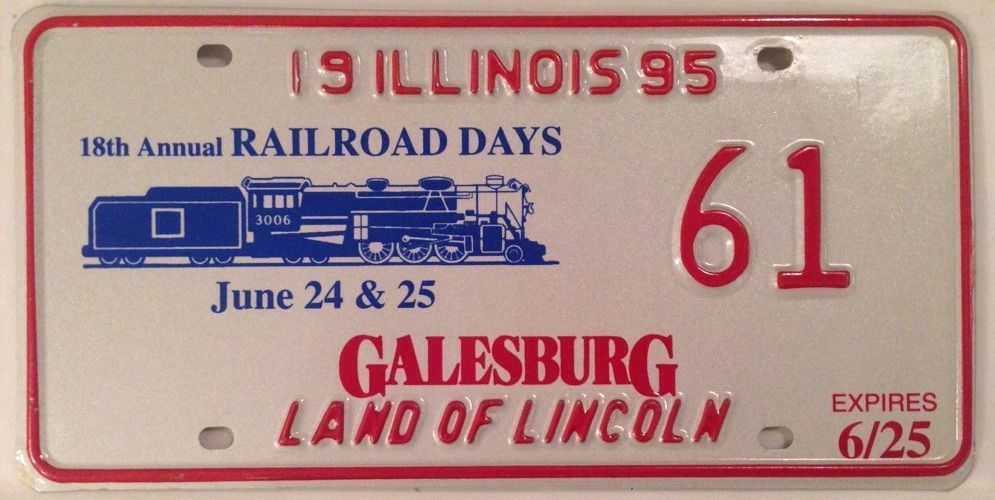 19 ILLINOIS 95
18th Annual RAILROAD DAYS
3006
61
June 24 & 25
GALESBURG
LAND OF LINCOLN
EXPIRES
6/25